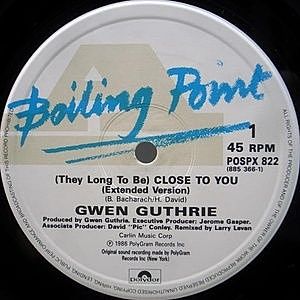 Boiling Point
1
45 RPM
POSPX 822
(885 366-1)
(They Long To Be) CLOSE TO YOU
(Extended Version)
(B. Bacharach/H. David)
GWEN GUTHRIE
Produced by Gwen Guthrie. Executive Producer: Jerome Gasper.
Associate Producer: David "Pic" Conley. Remixed by Larry Levan
Carlin Music Corp
℗ 1986 PolyGram Records Inc
Original sound recording made by PolyGram
Records Inc (New York)
polydor